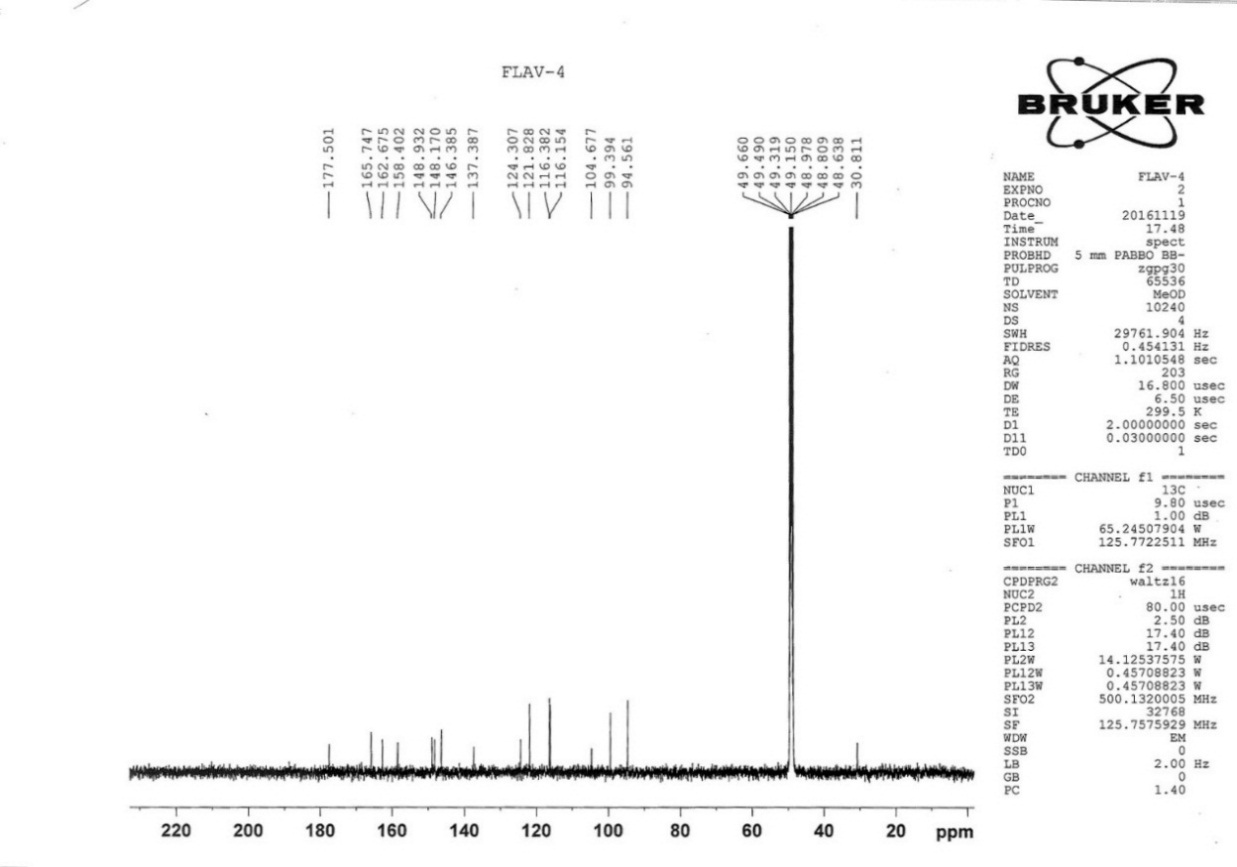 FLAV-4
177.501
165.747
162.675
158.402
148.932
148.170
146.385
137.387
124.307
121.828
116.382
116.154
104.677
99.394
94.561
49.660
49.490
49.319
49.150
48.978
48.809
48.638
30.811
220 200 180 160 140 120 100 80 60 40 20 ppm
BRUKER
NAME FLAV-4
EXPNO 2
PROCNO 1
Date_ 20161119
Time 17.48
INSTRUM spect
PROBHD 5 mm PABBO BB-
PULPROG zgpg30
TD 65536
SOLVENT MeOD
NS 10240
DS 4
SWH 29761.904 Hz
FIDRES 0.454131 Hz
AQ 1.1010548 sec
RG 203
DW 16.800 usec
DE 6.50 usec
TE 299.5 K
D1 2.00000000 sec
D11 0.03000000 sec
TD0 1
======== CHANNEL f1 ========
NUC1 13C
P1 9.80 usec
PL1 1.00 dB
PL1W 65.24507904 W
SFO1 125.7722511 MHz
======== CHANNEL f2 ========
CPDPRG2 waltz16
NUC2 1H
PCPD2 80.00 usec
PL2 2.50 dB
PL12 17.40 dB
PL13 17.40 dB
PL2W 14.12537575 W
PL12W 0.45708823 W
PL13W 0.45708823 W
SFO2 500.1320005 MHz
SI 32768
SF 125.7575929 MHz
WDW EM
SSB 0
LB 2.00 Hz
GB 0
PC 1.40